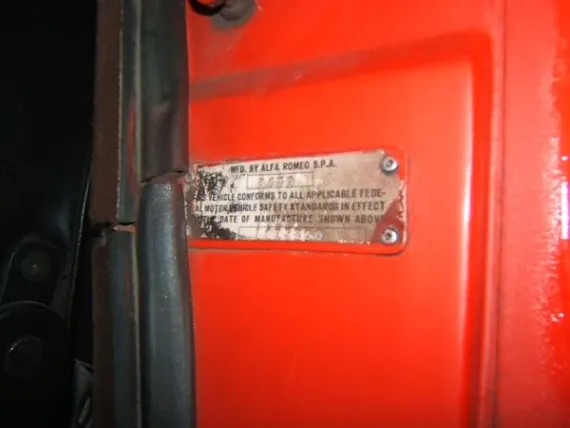 MFD. BY ALFA ROMEO S.P.A.
VEHICLE CONFORMS TO ALL APPLICABLE FEDE-
AL MOTOR VEHICLE SAFETY STANDARDS IN EFFECT
DATE OF MANUFACTURE SHOWN ABOVE